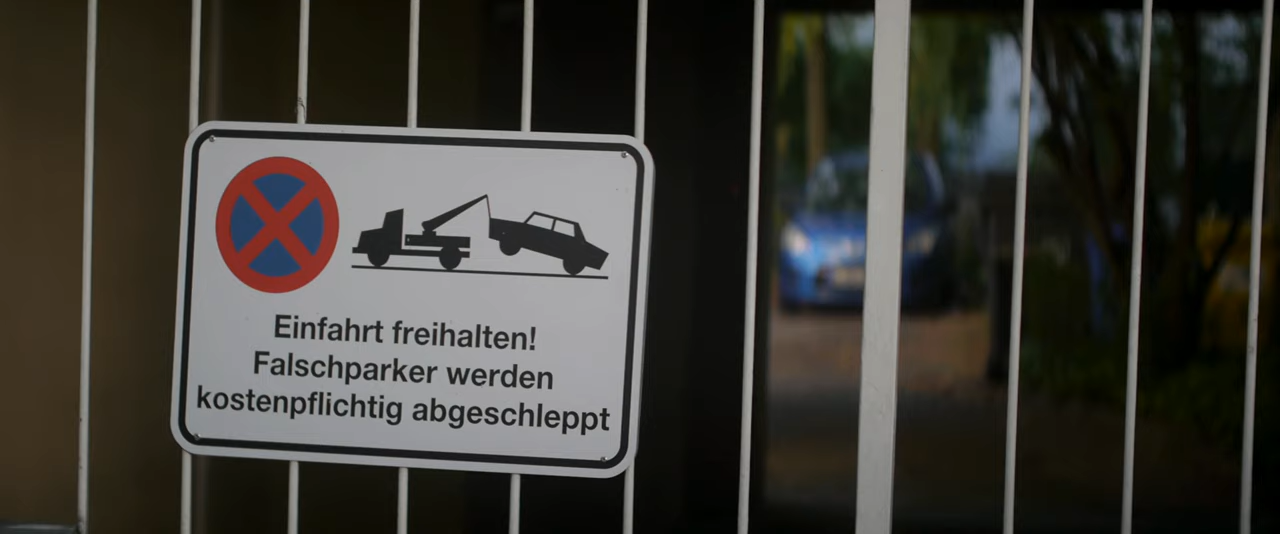 Einfahrt freihalten!
Falschparker werden
kostenpflichtig abgeschleppt